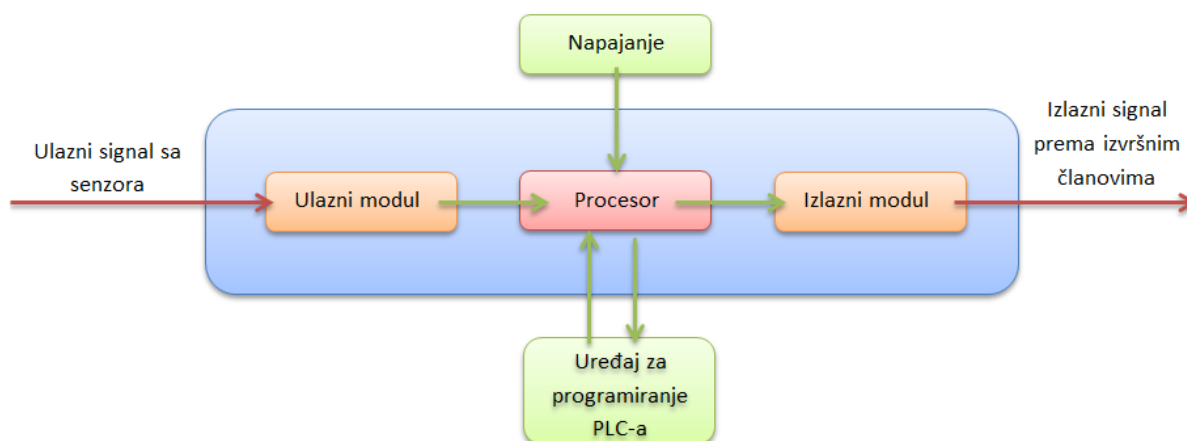 Napajanje
Ulazni signal sa
senzora
Ulazni modul
Procesor
Izlazni modul
Izlazni signal
prema izvršnim
članovima
Uređaj za
programiranje
PLC-a